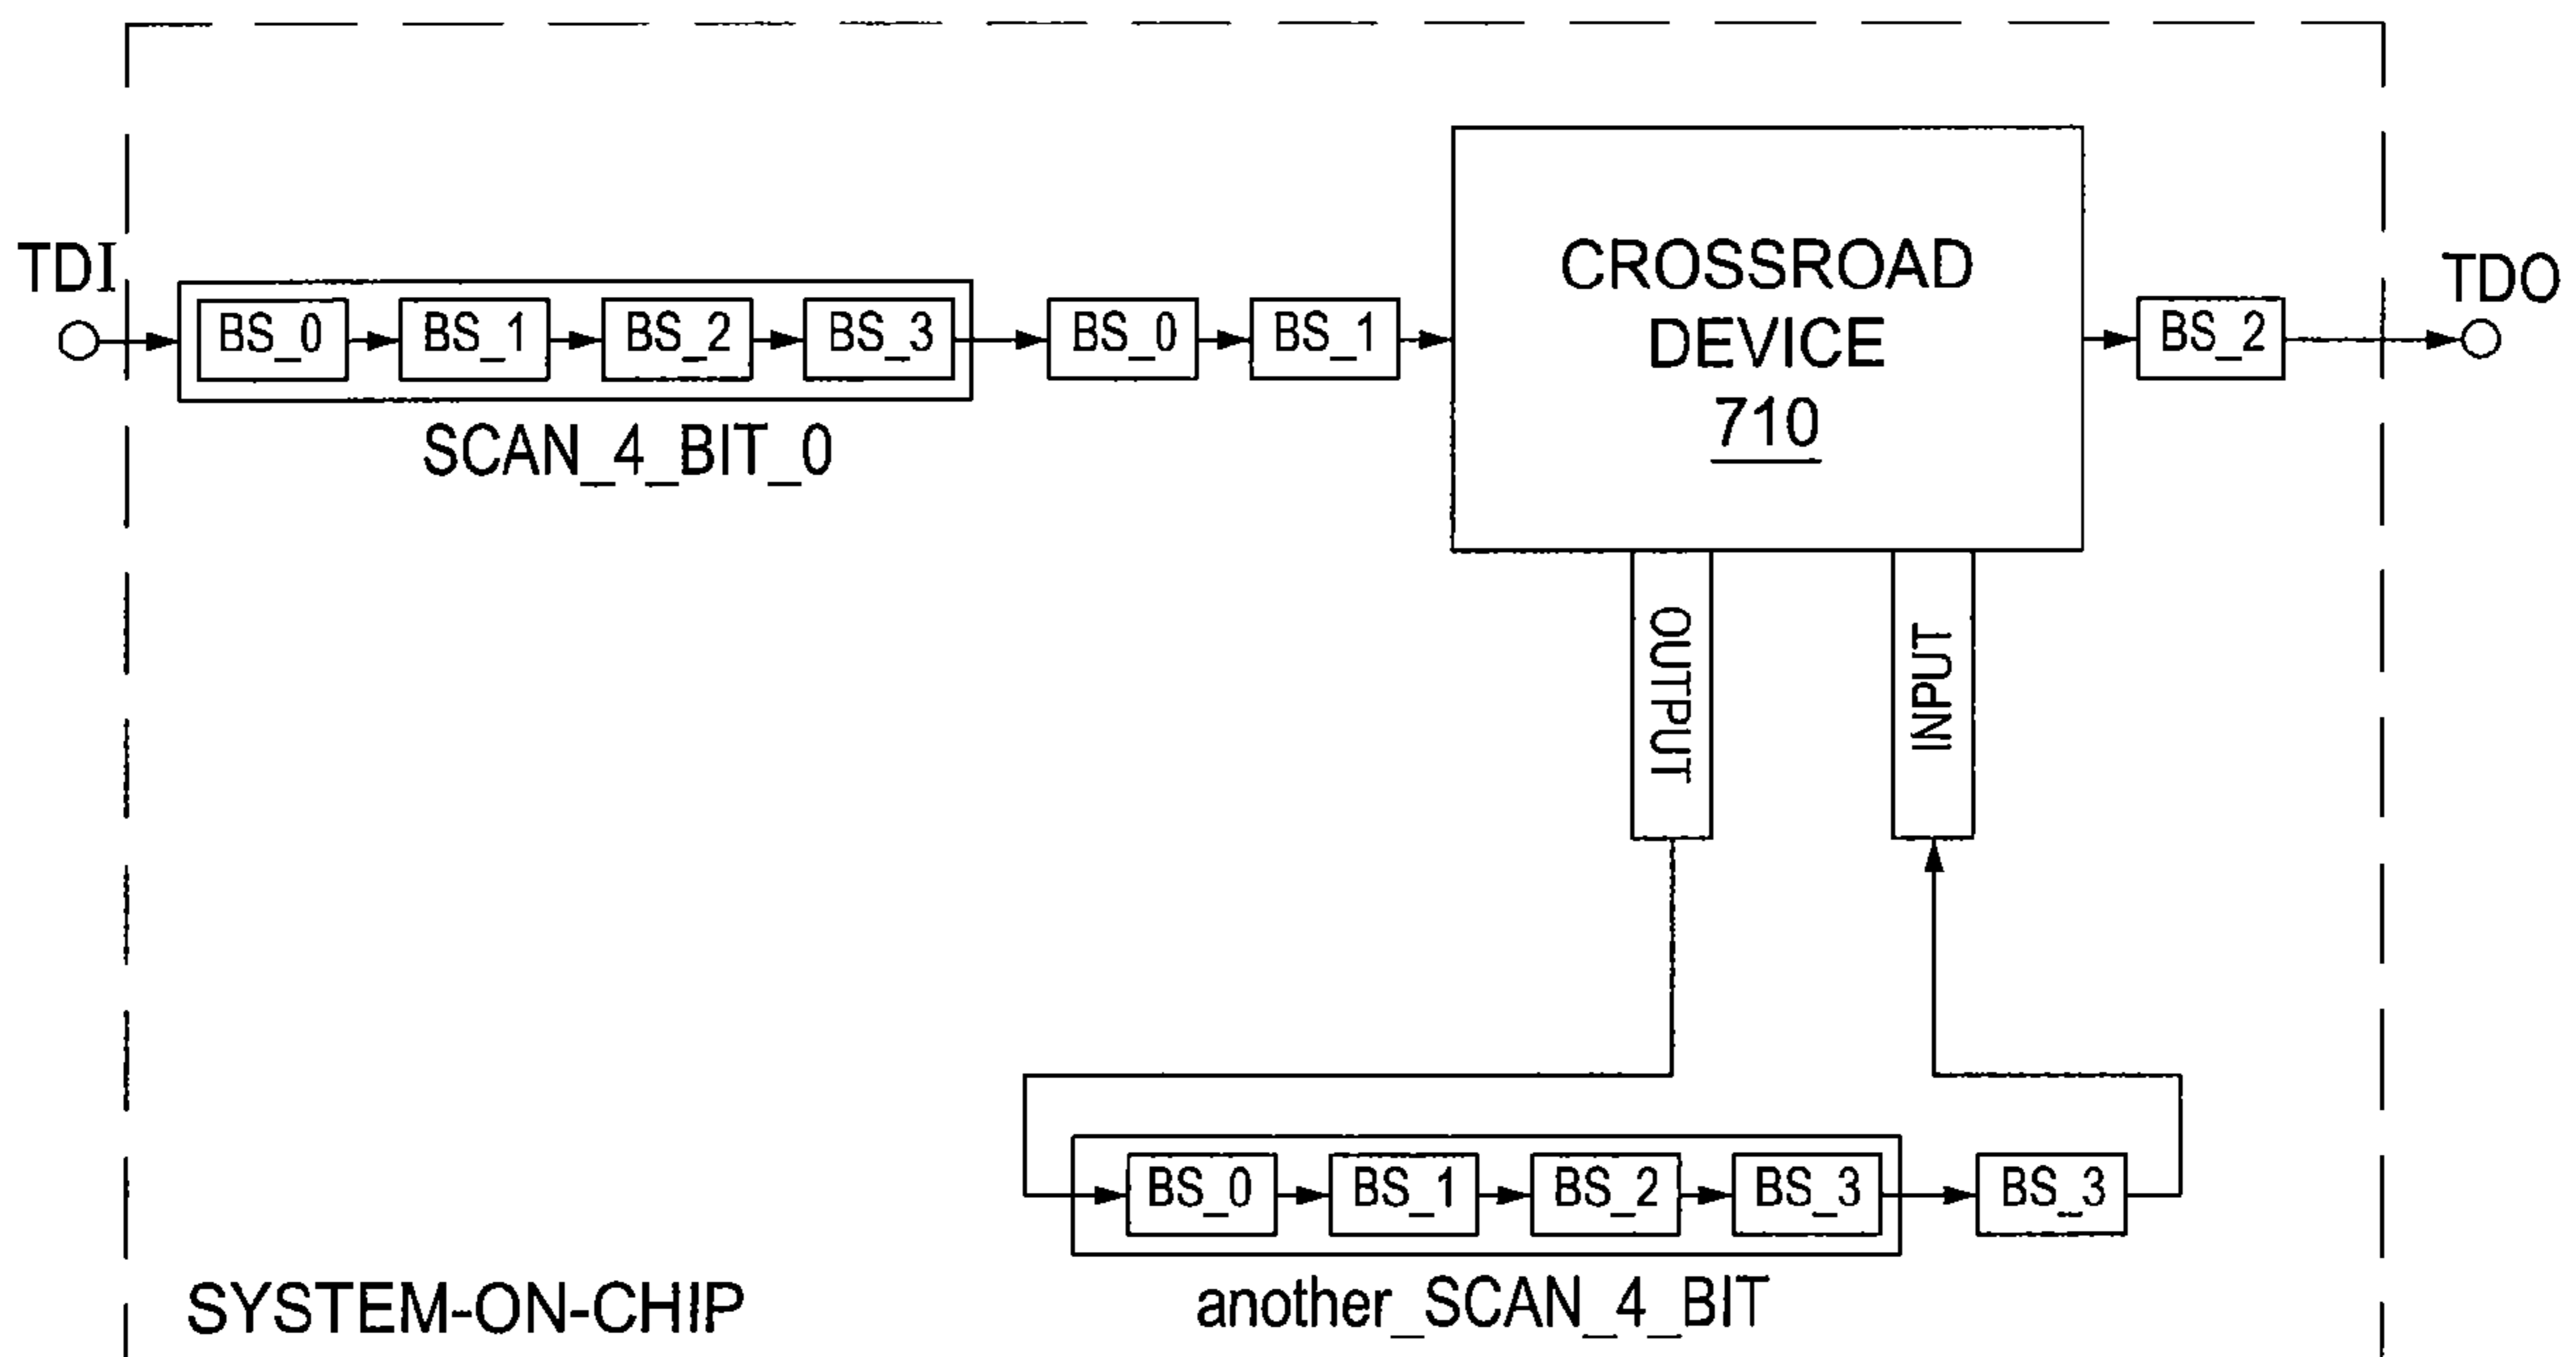 TDI
BS_0
BS_1
BS_2
BS_3
SCAN_4_BIT_0
BS_0
BS_1
CROSSROAD
DEVICE
710
BS_2
TDO
OUTPUT
INPUT
BS_0
BS_1
BS_2
BS_3
BS_3
another_SCAN_4_BIT
SYSTEM-ON-CHIP